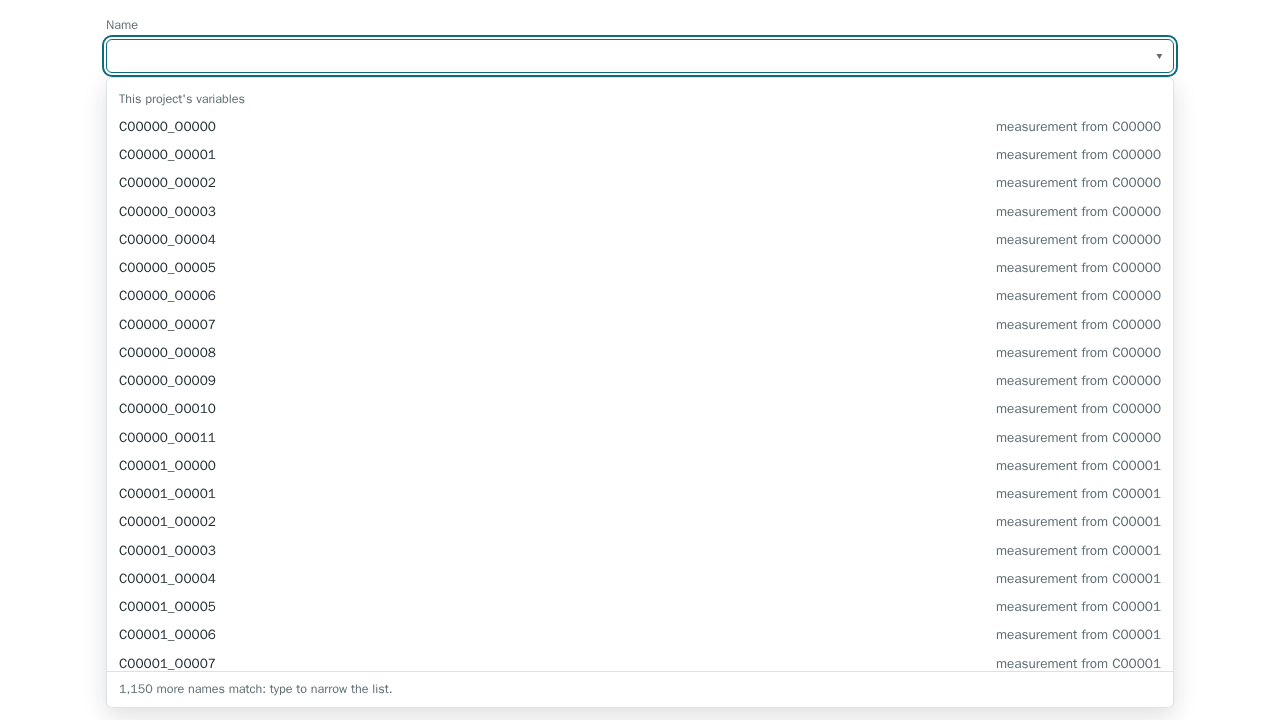 Name
This project's variables
C00000_00000 measurement from C00000
C00000_00001 measurement from C00000
C00000_00002 measurement from C00000
C00000_00003 measurement from C00000
C00000_00004 measurement from C00000
C00000_00005 measurement from C00000
C00000_00006 measurement from C00000
C00000_00007 measurement from C00000
C00000_00008 measurement from C00000
C00000_00009 measurement from C00000
C00000_00010 measurement from C00000
C00000_00011 measurement from C00000
C00001_00000 measurement from C00001
C00001_00001 measurement from C00001
C00001_00002 measurement from C00001
C00001_00003 measurement from C00001
C00001_00004 measurement from C00001
C00001_00005 measurement from C00001
C00001_00006 measurement from C00001
C00001_00007 measurement from C00001
1,150 more names match: type to narrow the list.